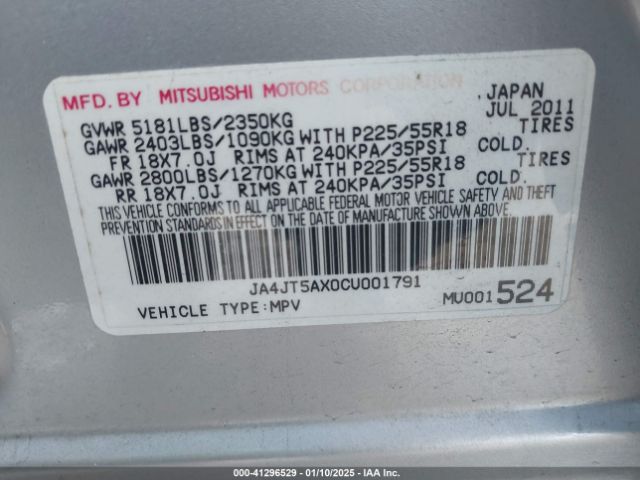 MFD. BY MITSUBISHI MOTORS CORPORATION, JAPAN
JUL 2011
GVWR 5181LBS/2350KG
GAWR 2403LBS/1090KG WITH P225/55R18 TIRES
FR 18X7.0J RIMS AT 240KPA/35PSI COLD.
GAWR 2800LBS/1270KG WITH P225/55R18 TIRES
RR 18X7.0J RIMS AT 240KPA/35PSI COLD.
THIS VEHICLE CONFORMS TO ALL APPLICABLE FEDERAL MOTOR VEHICLE SAFETY AND THEFT
PREVENTION STANDARDS IN EFFECT ON THE DATE OF MANUFACTURE SHOWN ABOVE.
JA4JT5AX0CU001791
VEHICLE TYPE:MPV
MU001524
000-41296529 - 01/10/2025 - IAA Inc.